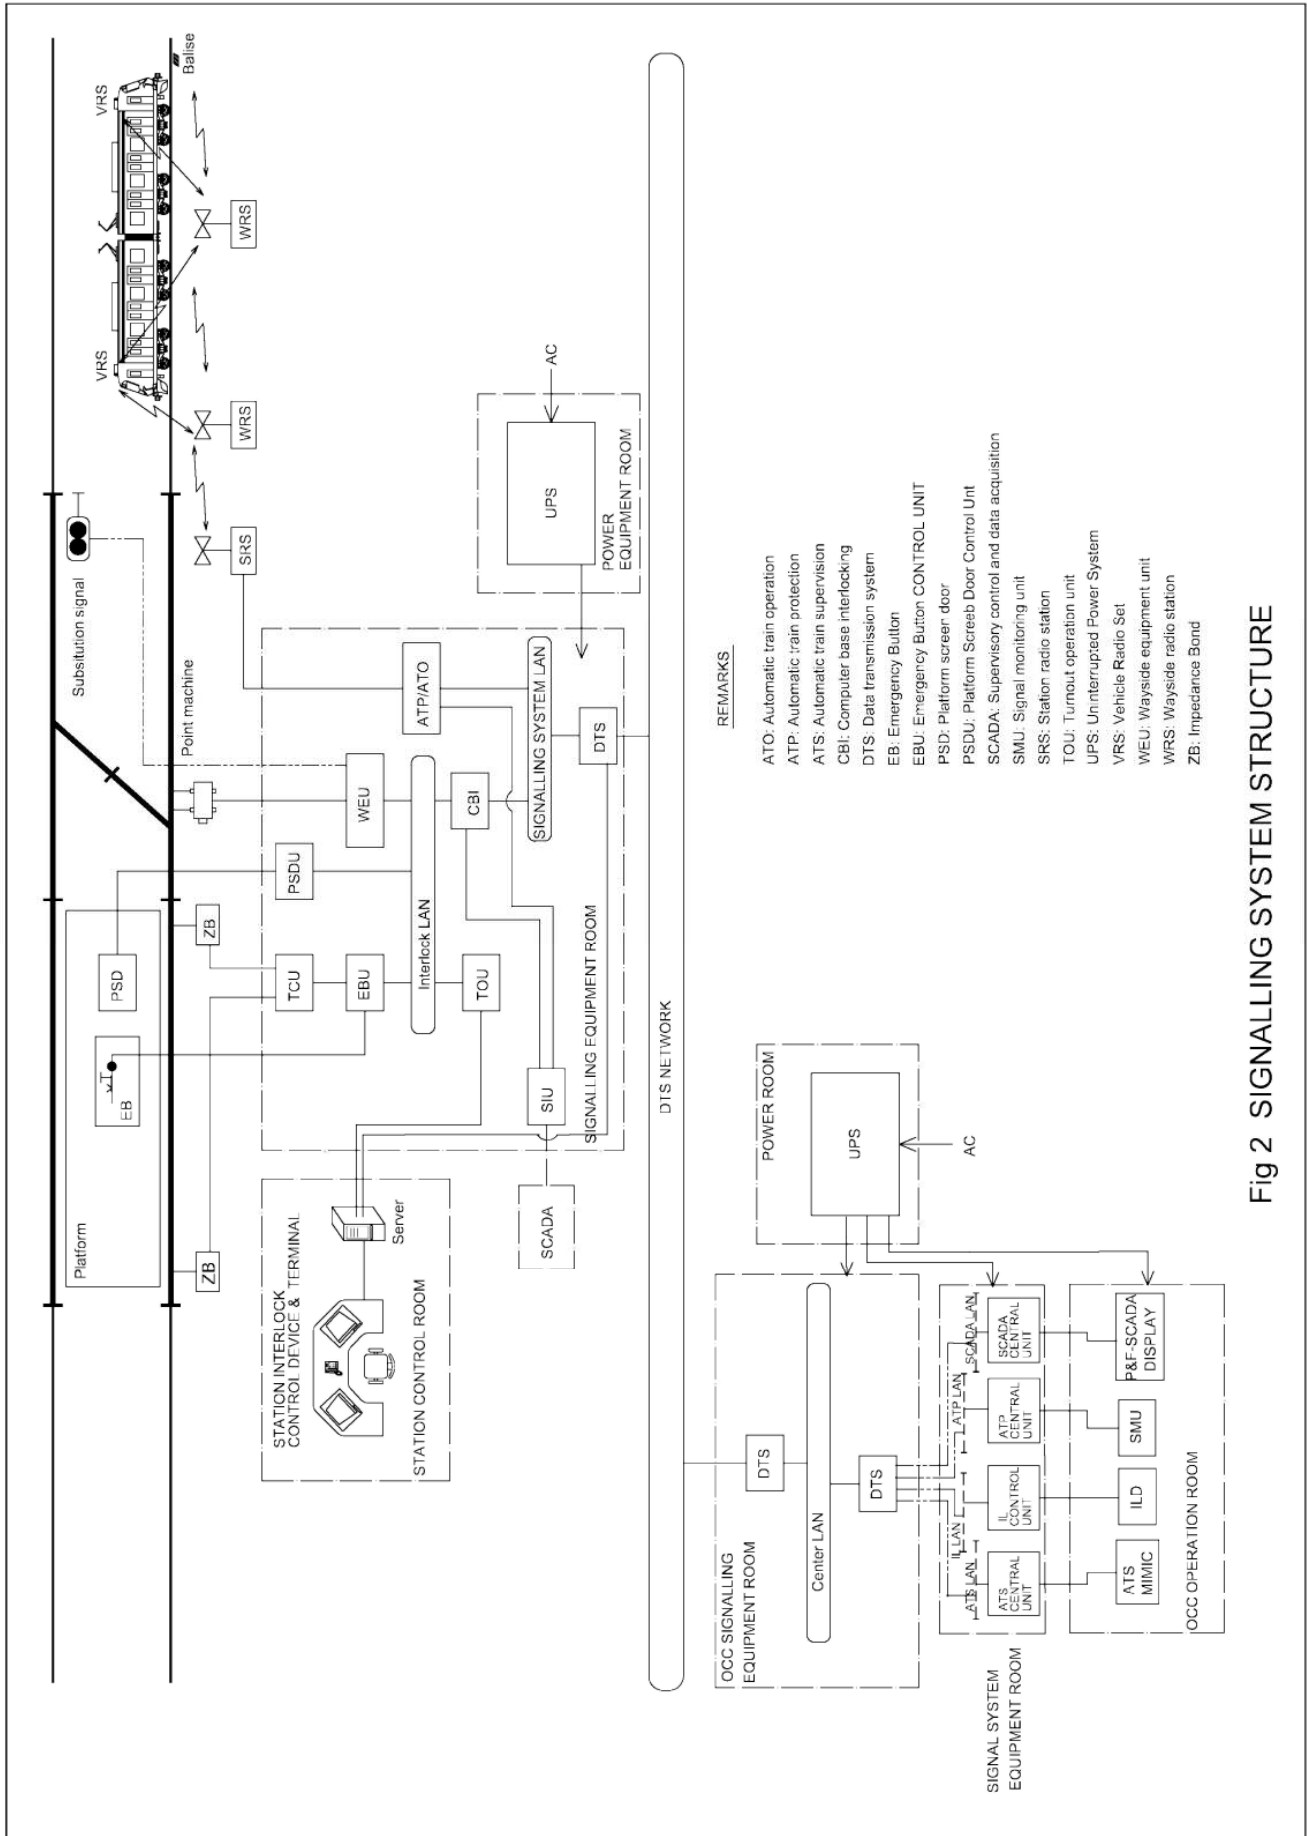 Balise
VRS
VRS
WRS
WRS
SRS
Subsitution signal
Point machine
Platform
PSD
EB
ZB
ZB
AC
UPS
POWER
EQUIPMENT ROOM
ATP/ATO
SIGNALLING SYSTEM LAN
DTS
WEU
CBI
PSDU
Interlock LAN
TCU
EBU
TOU
SIU
SIGNALLING EQUIPMENT ROOM
STATION INTERLOCK
CONTROL DEVICE & TERMINAL
Server
STATION CONTROL ROOM
SCADA
DTS NETWORK
OCC SIGNALLING
EQUIPMENT ROOM
DTS
Center LAN
DTS
POWER ROOM
UPS
AC
ATS LAN
IL LAN
ATP LAN
SCADA LAN
ATS
CENTRAL
UNIT
IL
CONTROL
UNIT
ATP
CENTRAL
UNIT
SCADA
CENTRAL
UNIT
SIGNAL SYSTEM
EQUIPMENT ROOM
ATS
MIMIC
ILD
SMU
P&F-SCADA
DISPLAY
OCC OPERATION ROOM
REMARKS
ATO: Automatic train operation
ATP: Automatic train protection
ATS: Automatic train supervision
CBI: Computer base interlocking
DTS: Data transmission system
EB: Emergency Button
EBU: Emergency Button CONTROL UNIT
PSD: Platform screen door
PSDU: Platform Screeb Door Control Unt
SCADA: Supervisory control and data acquisition
SMU: Signal monitoring unit
SRS: Station radio station
TOU: Turnout operation unit
UPS: Uninterrupted Power System
VRS: Vehicle Radio Set
WEU: Wayside equipment unit
WRS: Wayside radio station
ZB: Impedance Bond
Fig 2 SIGNALLING SYSTEM STRUCTURE